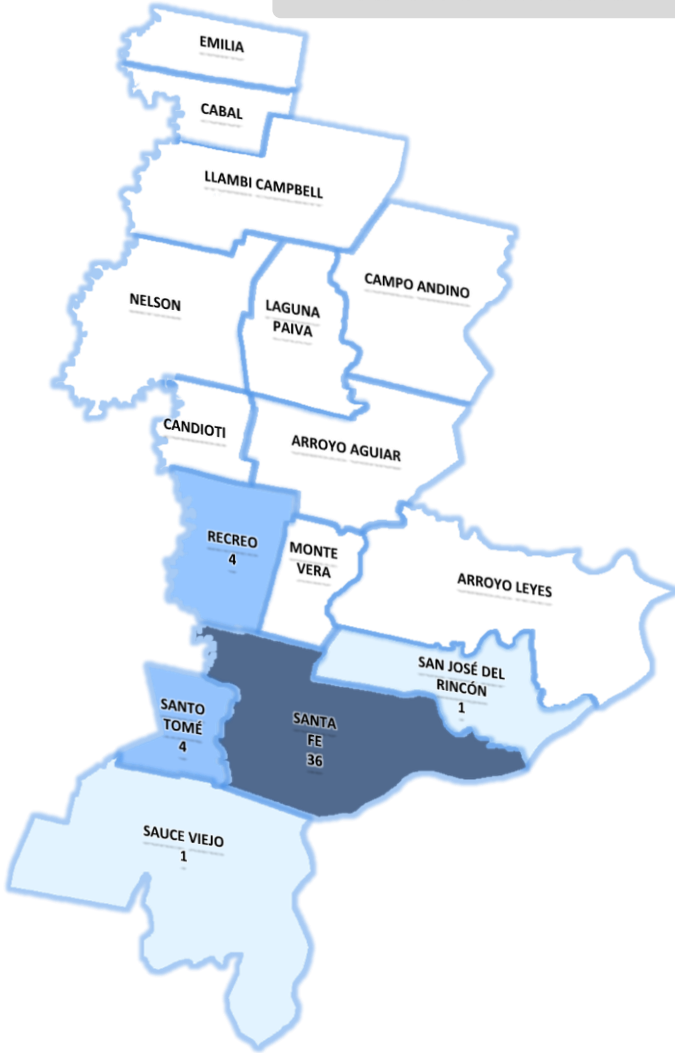 EMILIA
CABAL
LLAMBI CAMPBELL
CAMPO ANDINO
NELSON
LAGUNA
PAIVA
CANDIOTI
ARROYO AGUIAR
RECREO
4
MONTE
VERA
ARROYO LEYES
SAN JOSÉ DEL
RINCÓN
1
SANTO
TOMÉ
4
SANTA
FE
36
SAUCE VIEJO
1